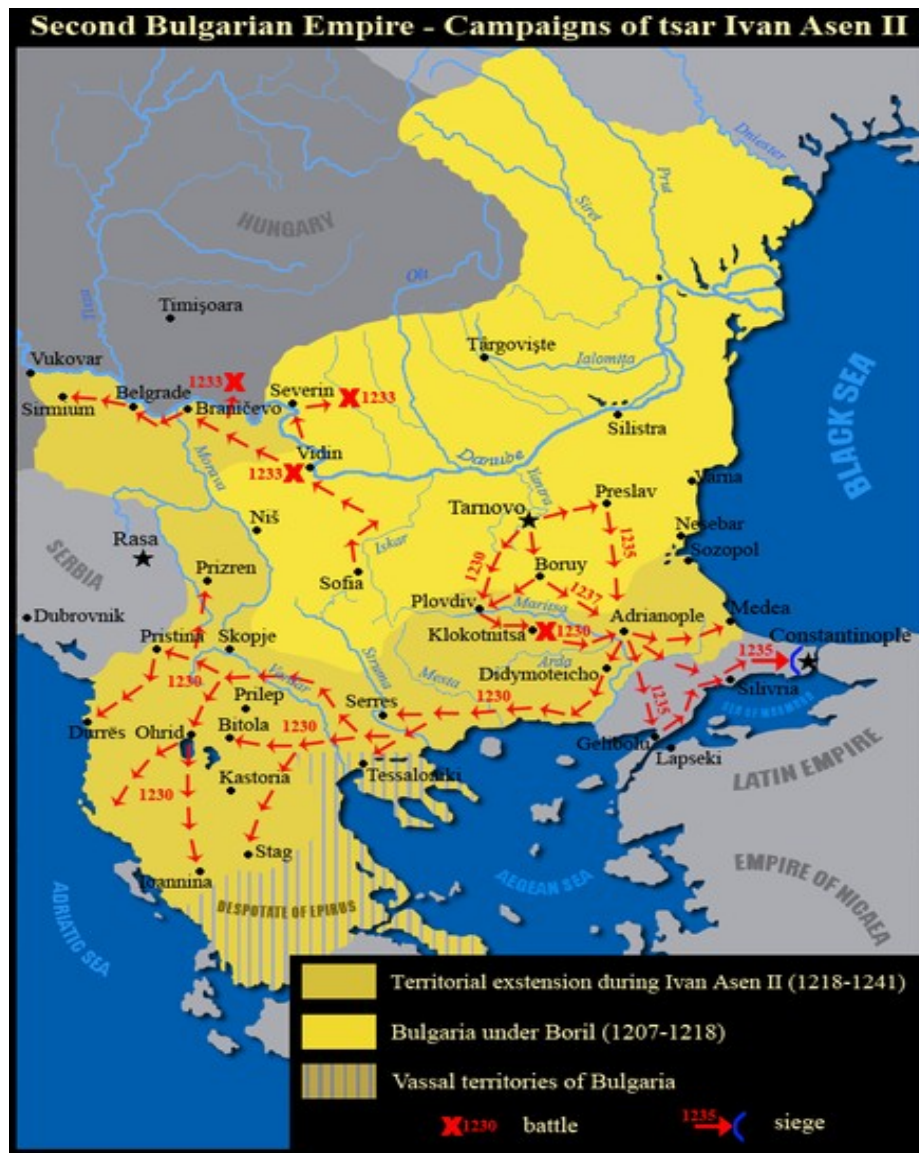 Second Bulgarian Empire - Campaigns of tsar Ivan Asen II
Dniester
Prut
Siret
HUNGARY
Olt
Tisa
Timişoara
Târgovişte
Ialomiţa
Vukovar
Sirmium
Belgrade
Braničevo
1233
Severin
1233
Silistra
BLACK SEA
Vidin
1233
Danube
Morava
Yantra
Varna
Preslav
Tarnovo
Niš
Iskar
Nesebar
Rasa
SERBIA
Sozopol
1235
1230
Boruy
Prizren
Sofia
1237
Plovdiv
Maritsa
Adrianople
Medea
Dubrovnik
Klokotnitsa
1230
Constantinople
Pristina
Skopje
Struma
Arda
1235
Didymoteicho
Mesta
Silivria
SEA OF MARMARA
1230
Vardar
Prilep
Serres
1230
1235
Durrës
Ohrid
Bitola
1230
Gelibolu
Lapseki
Tessaloniki
LATIN EMPIRE
Kastoria
1230
Stag
Ioannina
AEGEAN SEA
EMPIRE OF NICAEA
ADRIATIC SEA
DESPOTATE OF EPIRUS
Territorial exstension during Ivan Asen II (1218-1241)
Bulgaria under Boril (1207-1218)
Vassal territories of Bulgaria
1230 battle
1235 siege